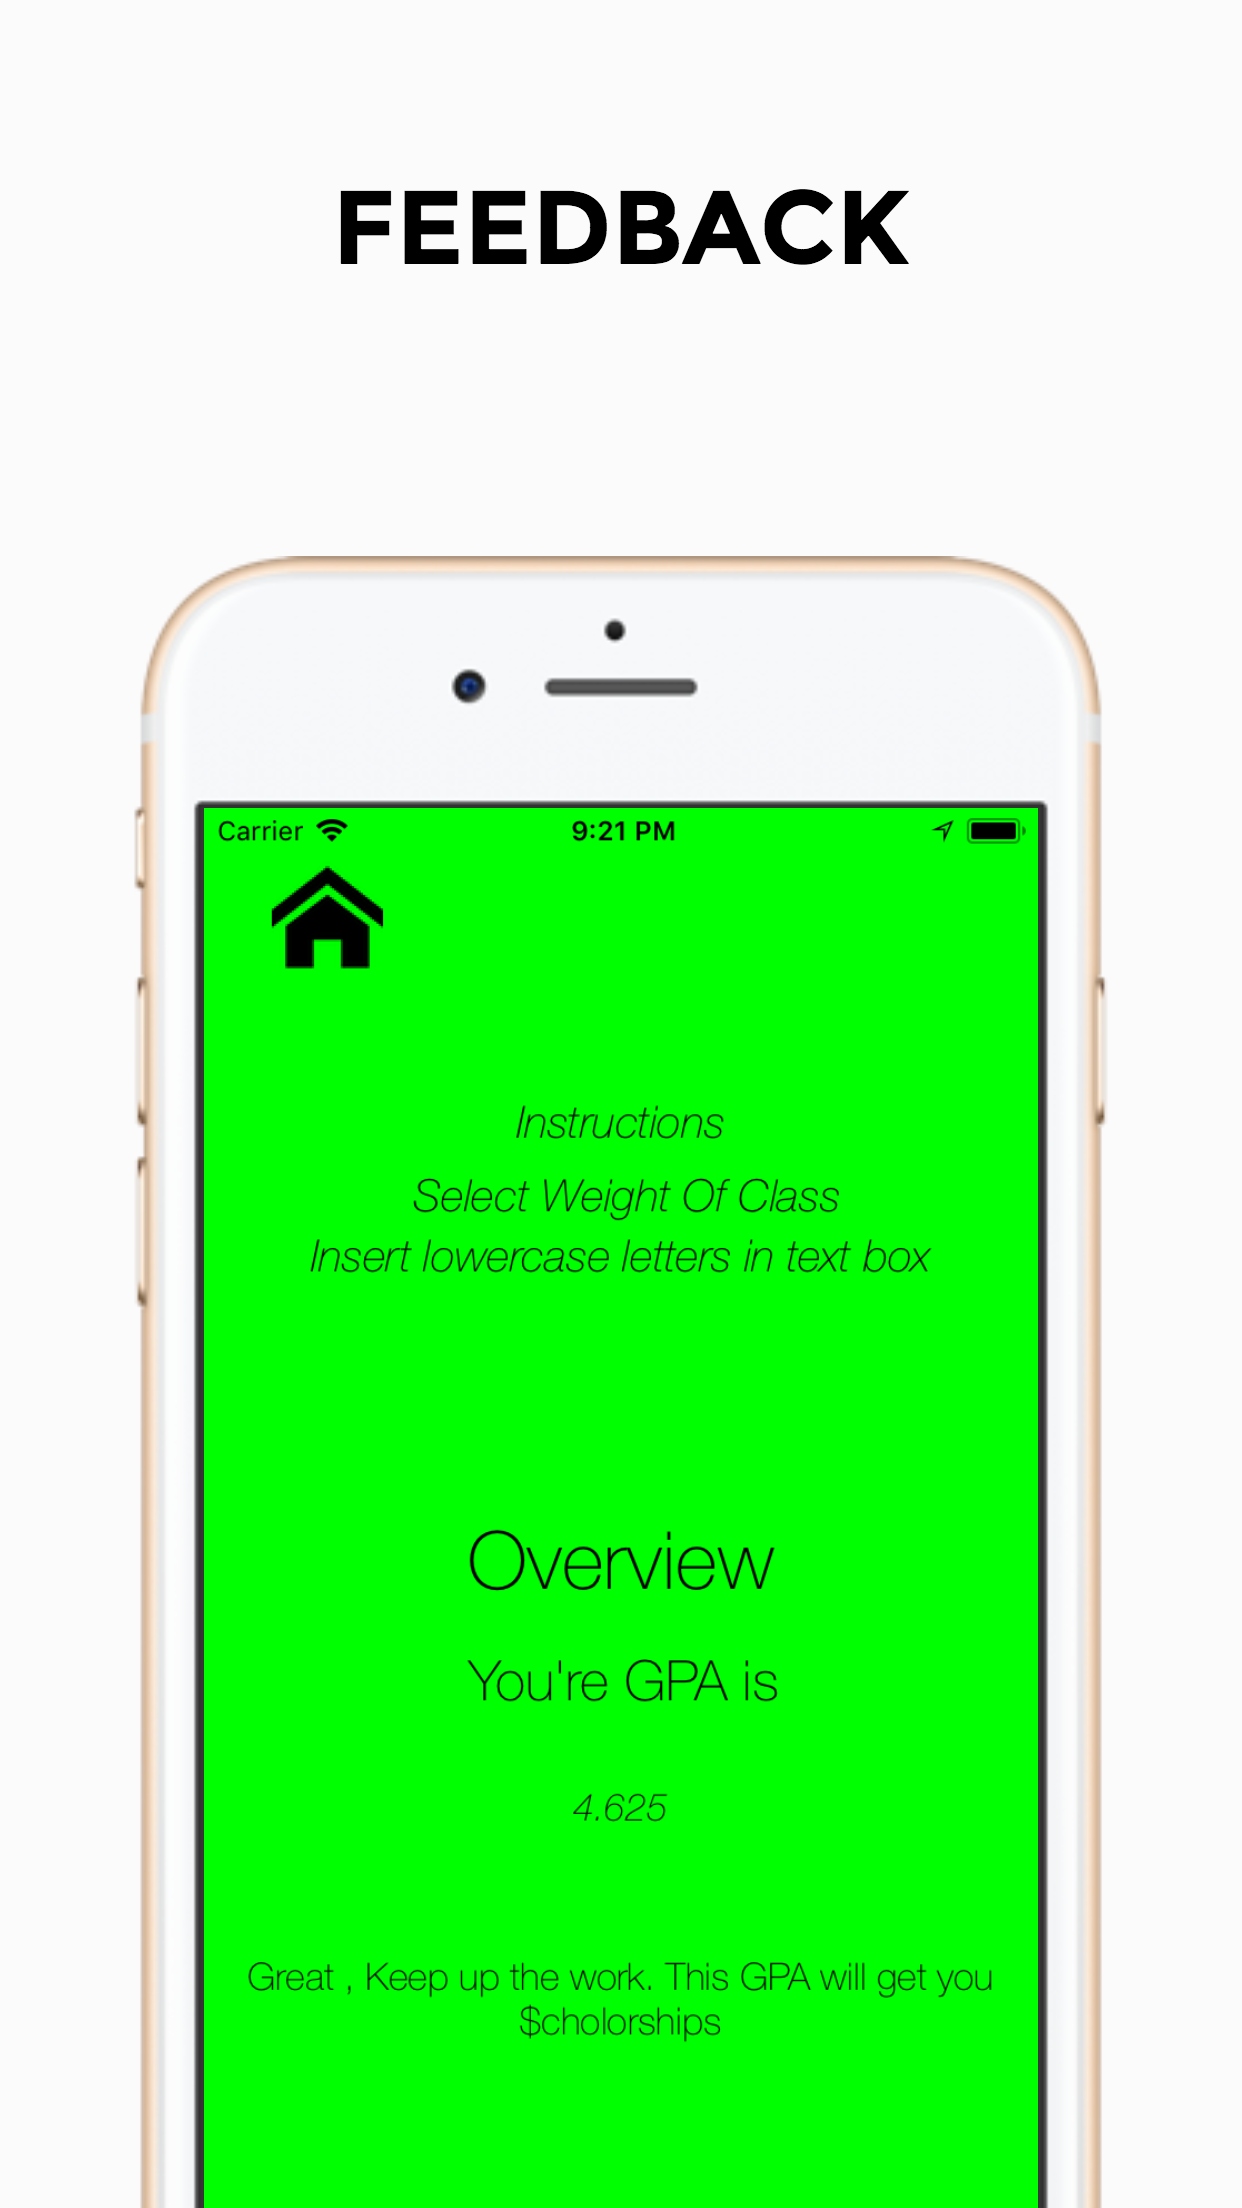 FEEDBACK
Carrier 9:21 PM
Instructions
Select Weight Of Class
Insert lowercase letters in text box
Overview
You're GPA is
4.625
Great , Keep up the work. This GPA will get you
$cholorships